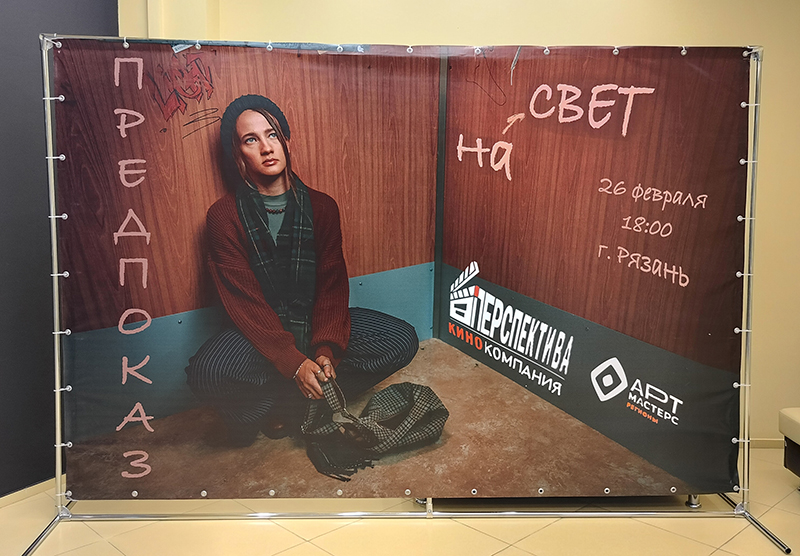 ПРЕДПОКАЗ
На СВЕТ
26 февраля
18:00
г. Рязань
ПЕРСПЕКТИВА
КИНОКОМПАНИЯ
АРТ
МАСТЕРС
РЕГИОНЫ